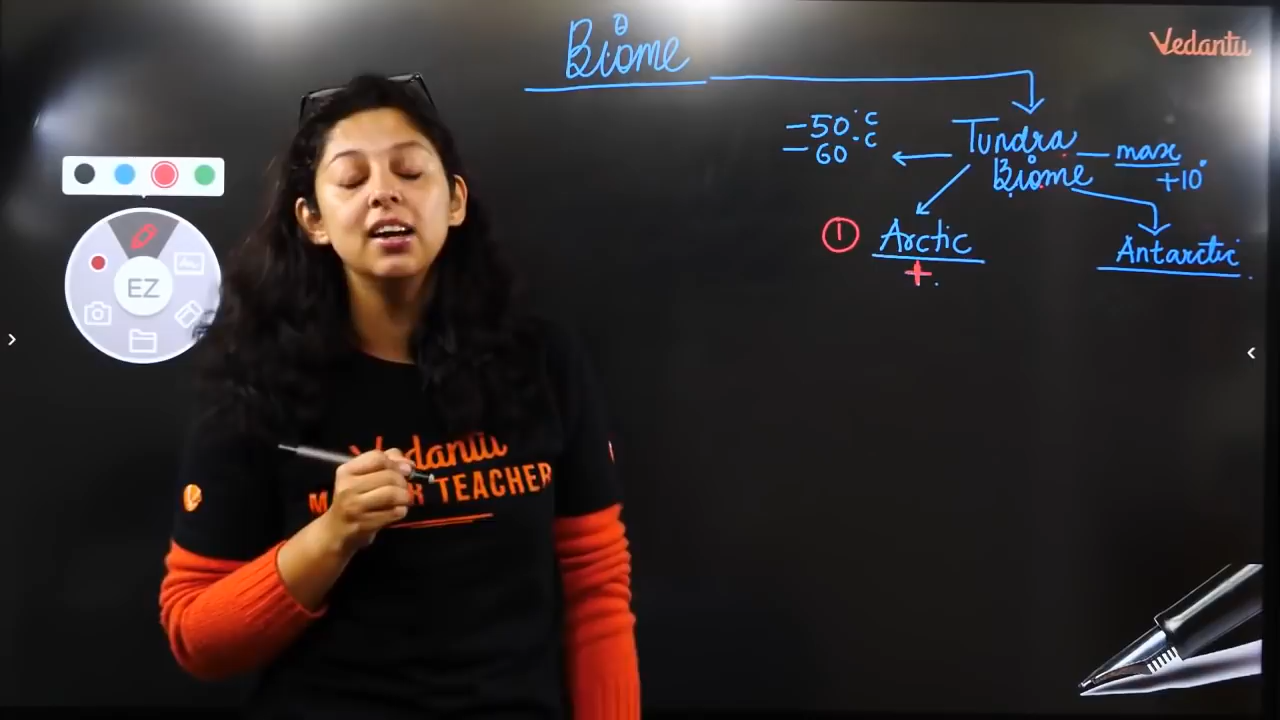 Biome
Vedantu
-50°C
-60°C
Tundra
Biome
max
+10°
1
Arctic
+
Antarctic
EZ
Vedantu
TEACHER